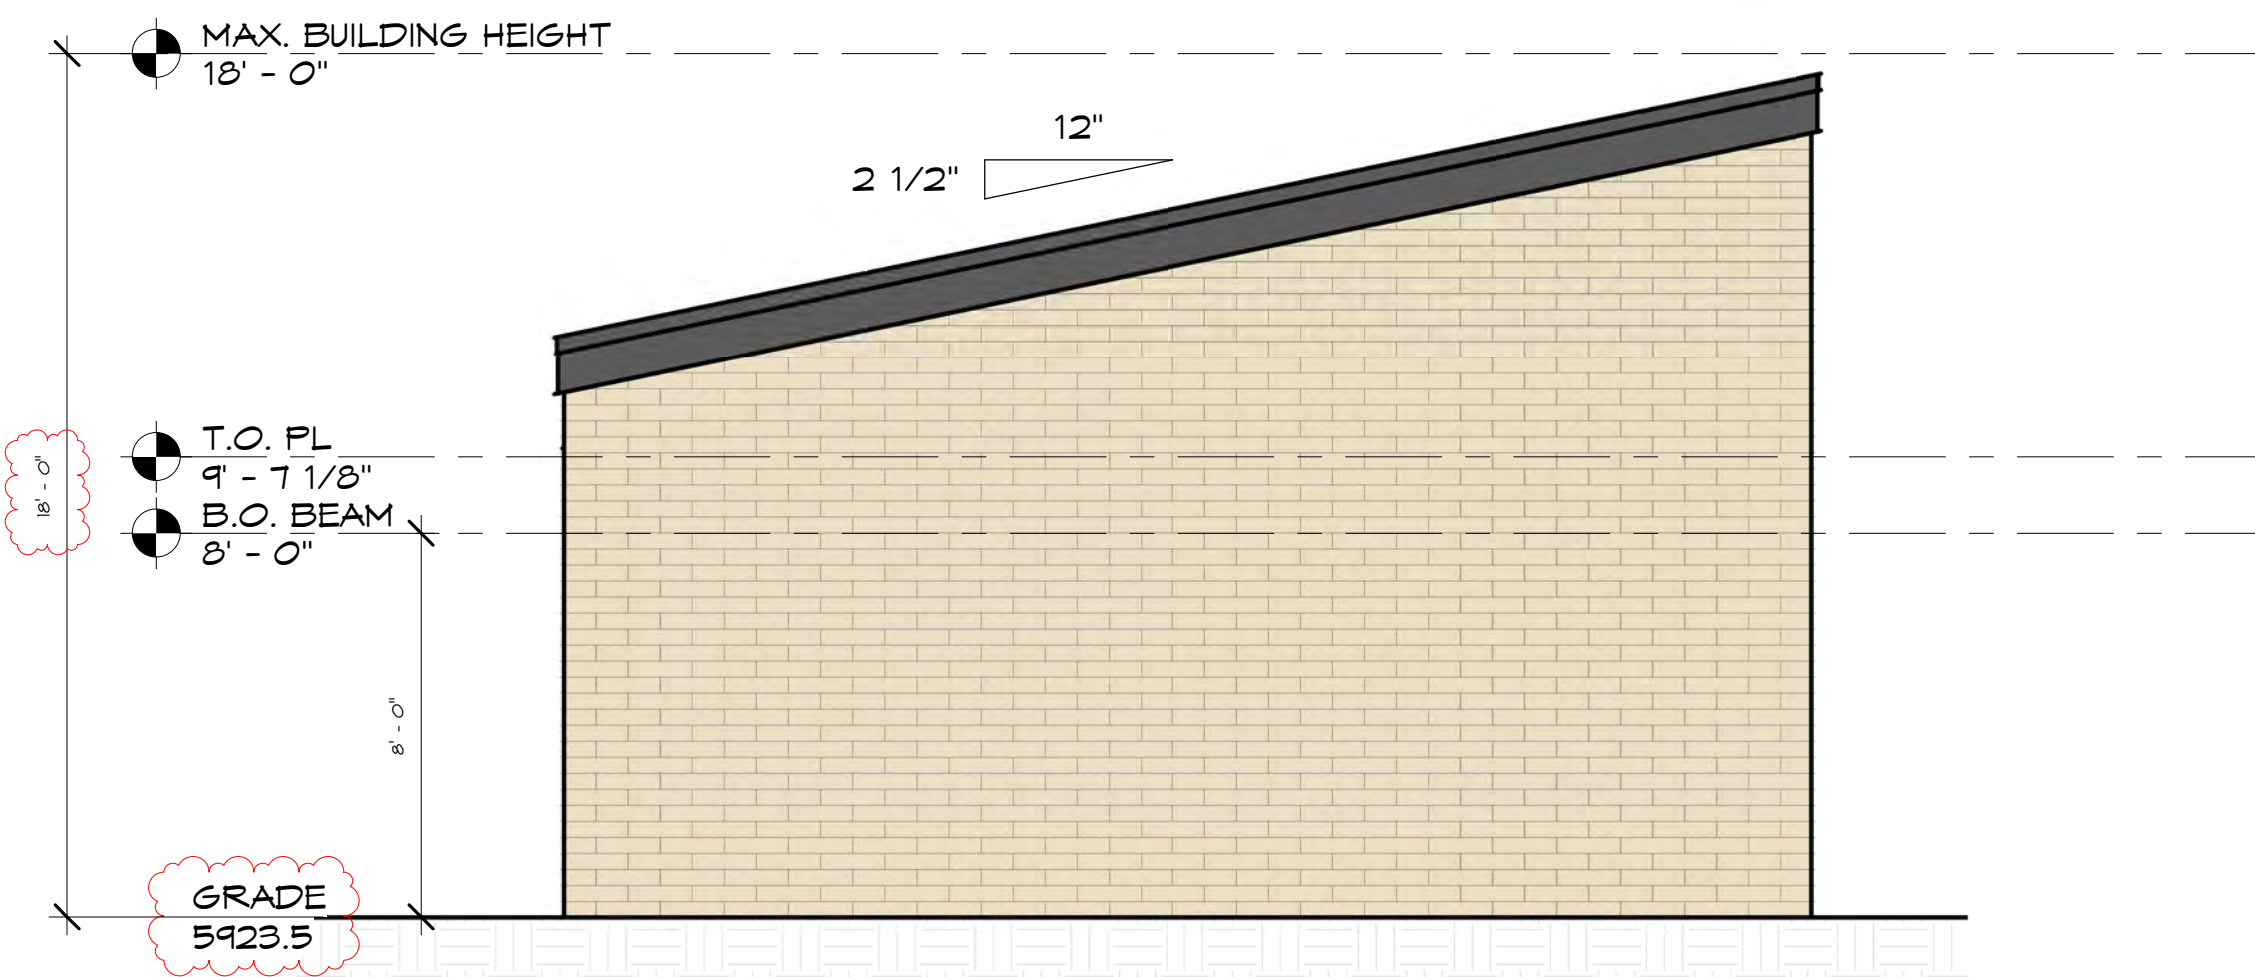 MAX. BUILDING HEIGHT
18' - 0"
12"
2 1/2"
T.O. PL
9' - 7 1/8"
18' - 0"
B.O. BEAM
8' - 0"
8' - 0"
GRADE
5923.5